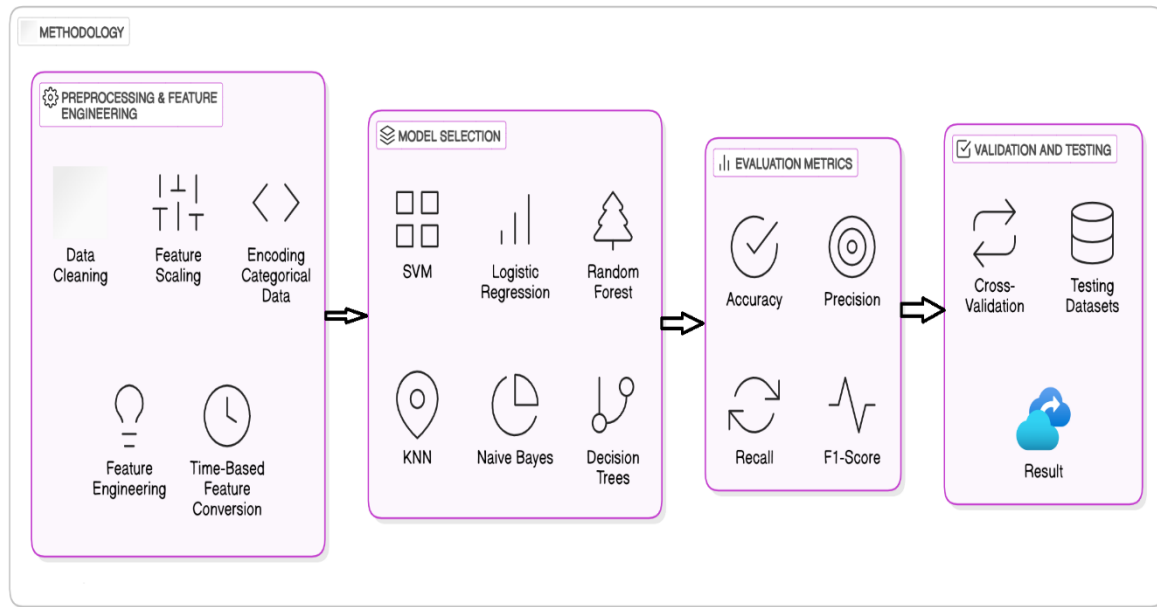 METHODOLOGY
PREPROCESSING & FEATURE
ENGINEERING
Data
Cleaning
Feature
Scaling
Encoding
Categorical
Data
Feature
Engineering
Time-Based
Feature
Conversion
MODEL SELECTION
SVM
Logistic
Regression
Random
Forest
KNN
Naive Bayes
Decision
Trees
EVALUATION METRICS
Accuracy
Precision
Recall
F1-Score
VALIDATION AND TESTING
Cross-
Validation
Testing
Datasets
Result